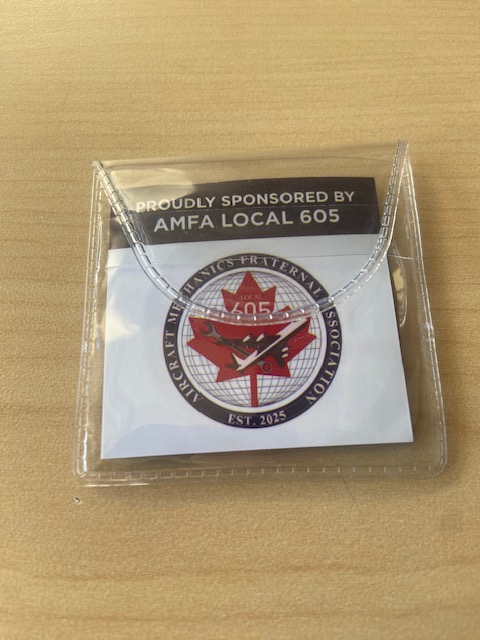 PROUDLY SPONSORED BY
AMFA LOCAL 605
AIRCRAFT MECHANICS FRATERNAL ASSOCIATION
LOCAL
605
EST. 2025